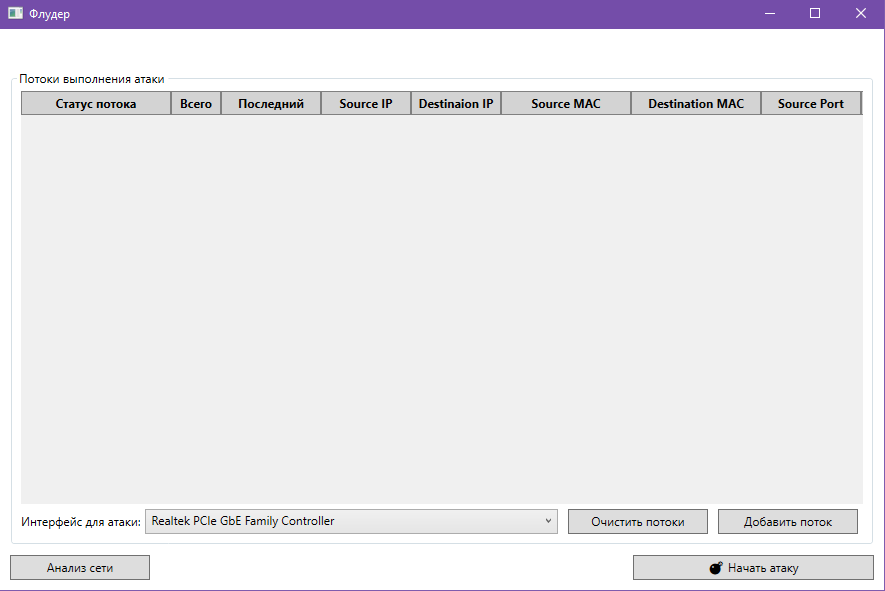 Флудер
Потоки выполнения атаки
Статус потока Всего Последний Source IP Destinaion IP Source MAC Destination MAC Source Port
Интерфейс для атаки: Realtek PCIe GbE Family Controller Очистить потоки Добавить поток
Анализ сети Начать атаку